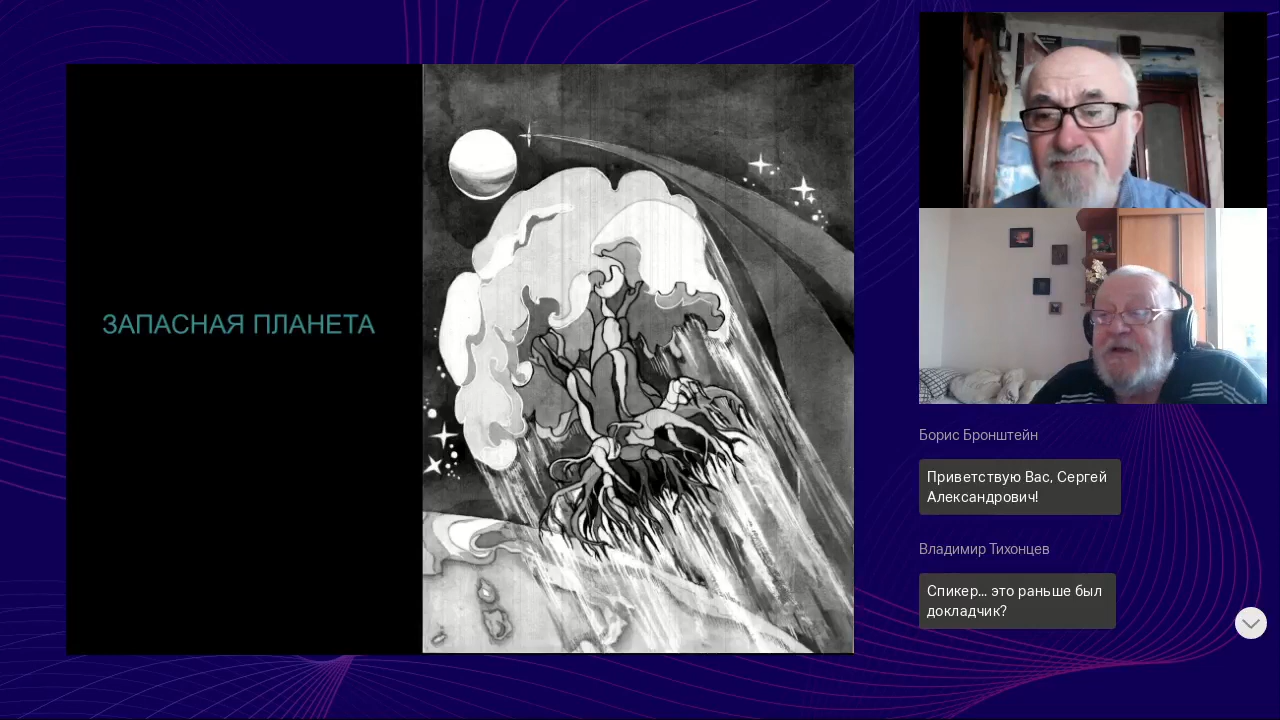 ЗАПАСНАЯ ПЛАНЕТА
Борис Бронштейн
Приветствую Вас, Сергей
Александрович!
Владимир Тихонцев
Спикер... это раньше был
докладчик?